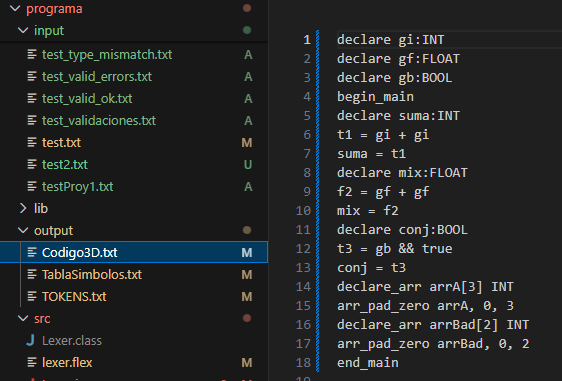 programa
input
test_type_mismatch.txt A
test_valid_errors.txt A
test_valid_ok.txt A
test_validaciones.txt A
test.txt M
test2.txt U
testProy1.txt A
lib
output
Codigo3D.txt M
TablaSimbolos.txt M
TOKENS.txt M
src
Lexer.class
lexer.flex M
1 declare gi:INT
2 declare gf:FLOAT
3 declare gb:BOOL
4 begin_main
5 declare suma:INT
6 t1 = gi + gi
7 suma = t1
8 declare mix:FLOAT
9 f2 = gf + gf
10 mix = f2
11 declare conj:BOOL
12 t3 = gb && true
13 conj = t3
14 declare_arr arrA[3] INT
15 arr_pad_zero arrA, 0, 3
16 declare_arr arrBad[2] INT
17 arr_pad_zero arrBad, 0, 2
18 end_main